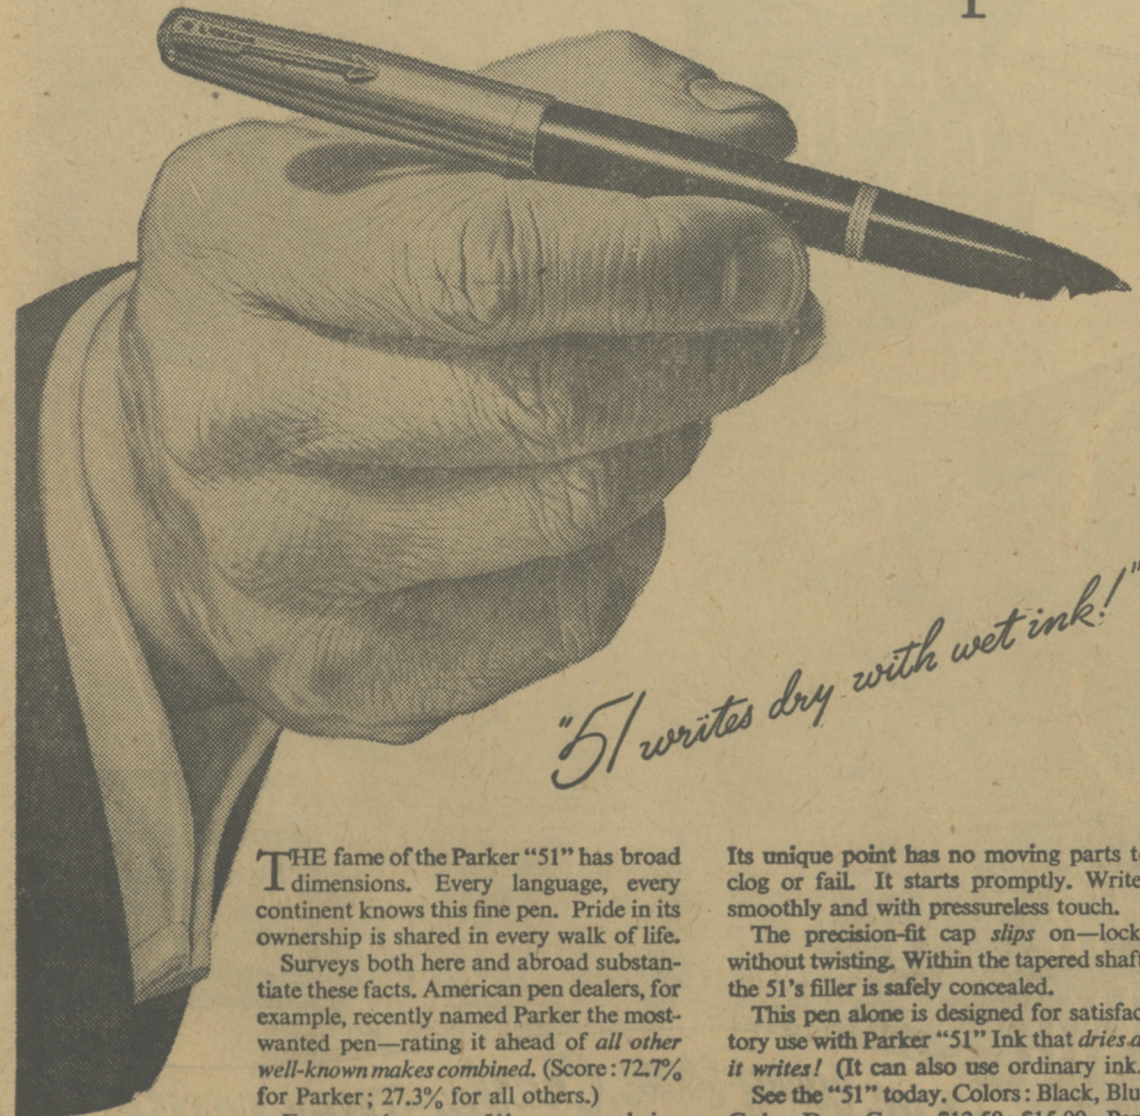 "51 writes dry with wet ink!"
THE fame of the Parker “51” has broad
dimensions. Every language, every
continent knows this fine pen. Pride in its
ownership is shared in every walk of life.
Surveys both here and abroad substan-
tiate these facts. American pen dealers, for
example, recently named Parker the most-
wanted pen—rating it ahead of all other
well-known makes combined. (Score: 72.7%
for Parker; 27.3% for all others.)
Its unique point has no moving parts
clog or fail. It starts promptly. Write
smoothly and with pressureless touch.
The precision-fit cap slips on—lock
without twisting. Within the tapered shaft
the 51's filler is safely concealed.
This pen alone is designed for satisfac
tory use with Parker “51” Ink that dries
it writes! (It can also use ordinary ink.
See the “51” today. Colors: Black, Blu